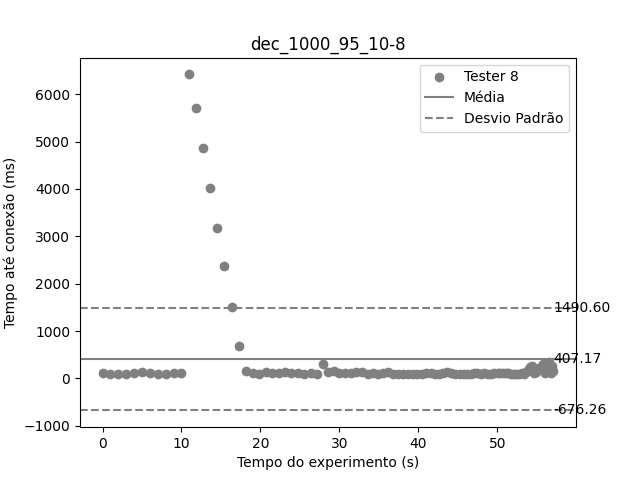 dec_1000_95_10-8
Tester 8
Média
Desvio Padrão
Tempo até conexão (ms)
6000
5000
4000
3000
2000
1000
0
−1000
1490.60
407.17
-676.26
0
10
20
30
40
50
Tempo do experimento (s)